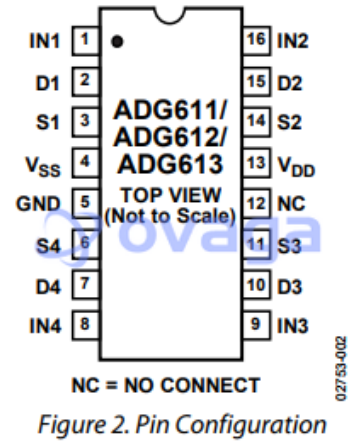 IN1 1 16 IN2
D1 2 15 D2
S1 3 14 S2
VSS 4 13 VDD
GND 5 12 NC
S4 6 11 S3
D4 7 10 D3
IN4 8 9 IN3
ADG611/
ADG612/
ADG613
TOP VIEW
(Not to Scale)
ovaga
NC = NO CONNECT
02753-002
Figure 2. Pin Configuration